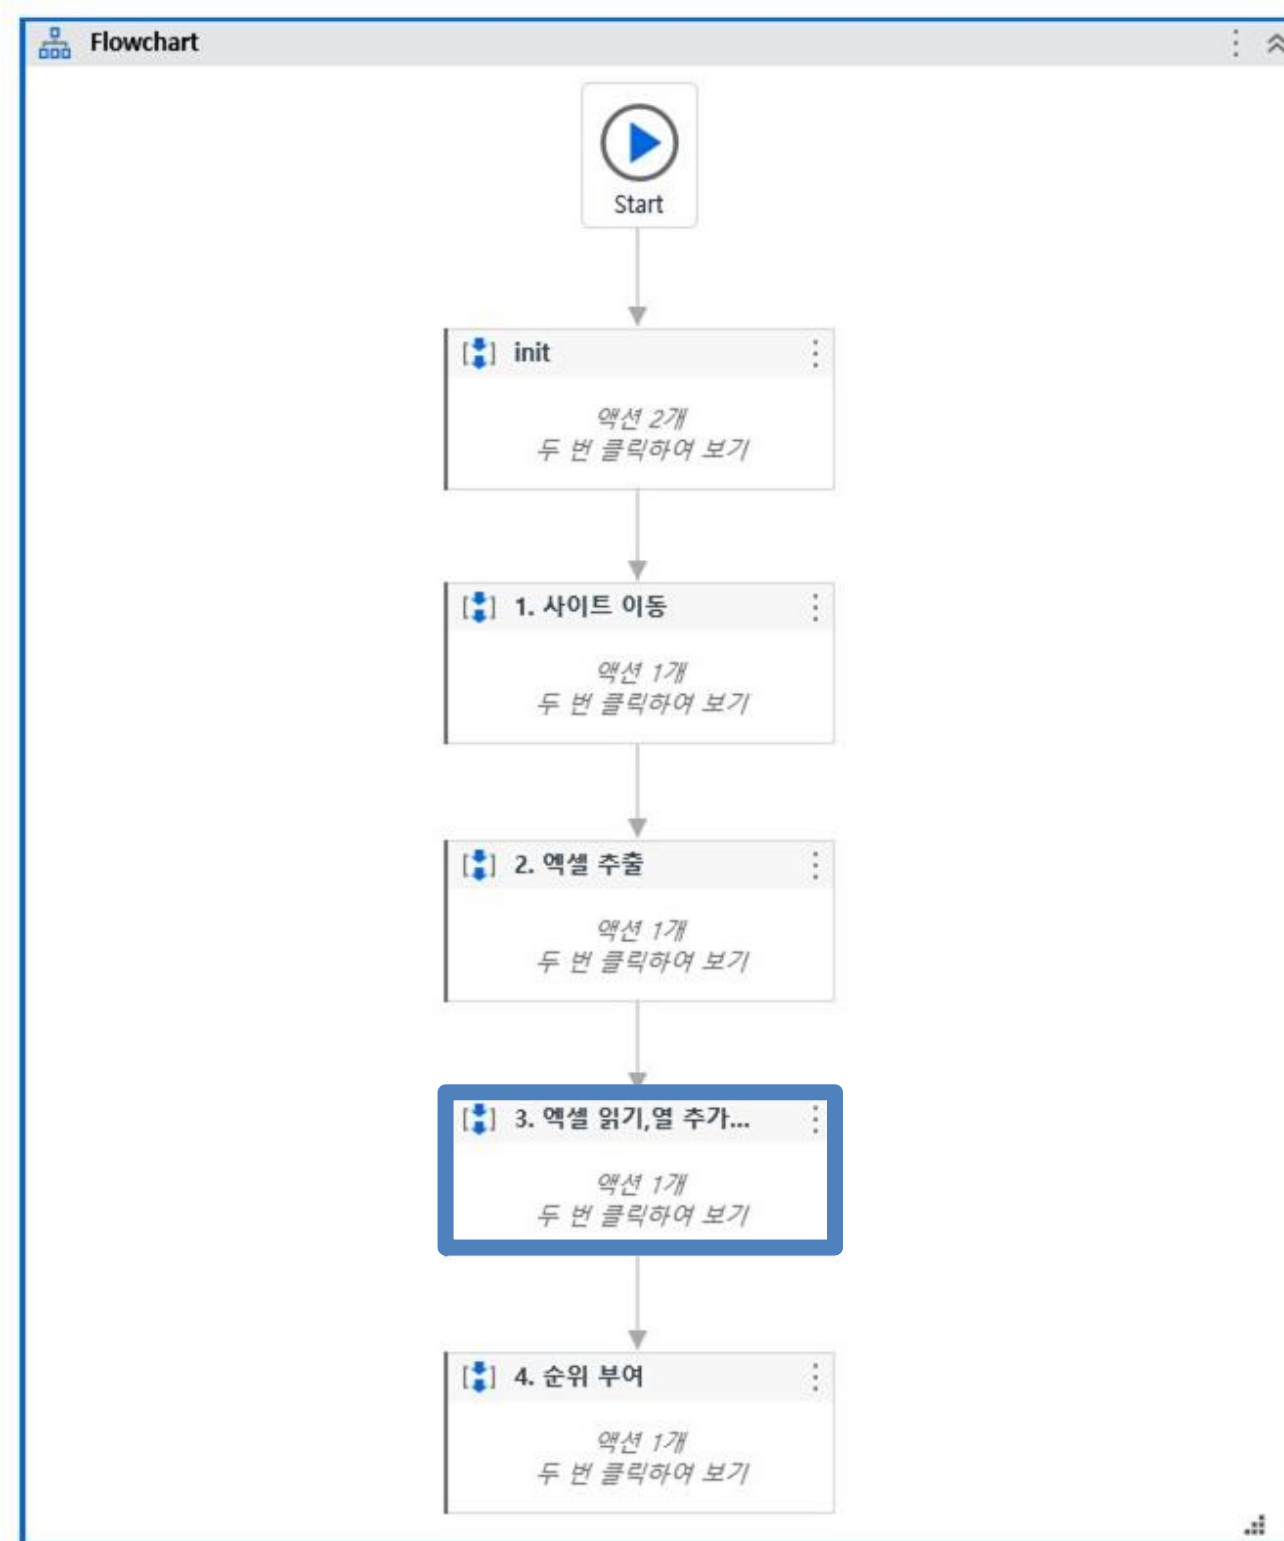 Flowchart
Start
init
액션 2개
두 번 클릭하여 보기
1. 사이트 이동
액션 1개
두 번 클릭하여 보기
2. 엑셀 추출
액션 1개
두 번 클릭하여 보기
3. 엑셀 읽기,열 추가...
액션 1개
두 번 클릭하여 보기
4. 순위 부여
액션 1개
두 번 클릭하여 보기